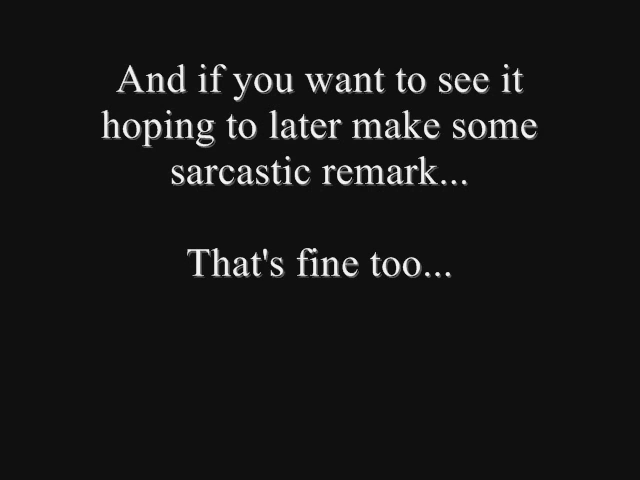 And if you want to see it
hoping to later make some
sarcastic remark...
That's fine too...